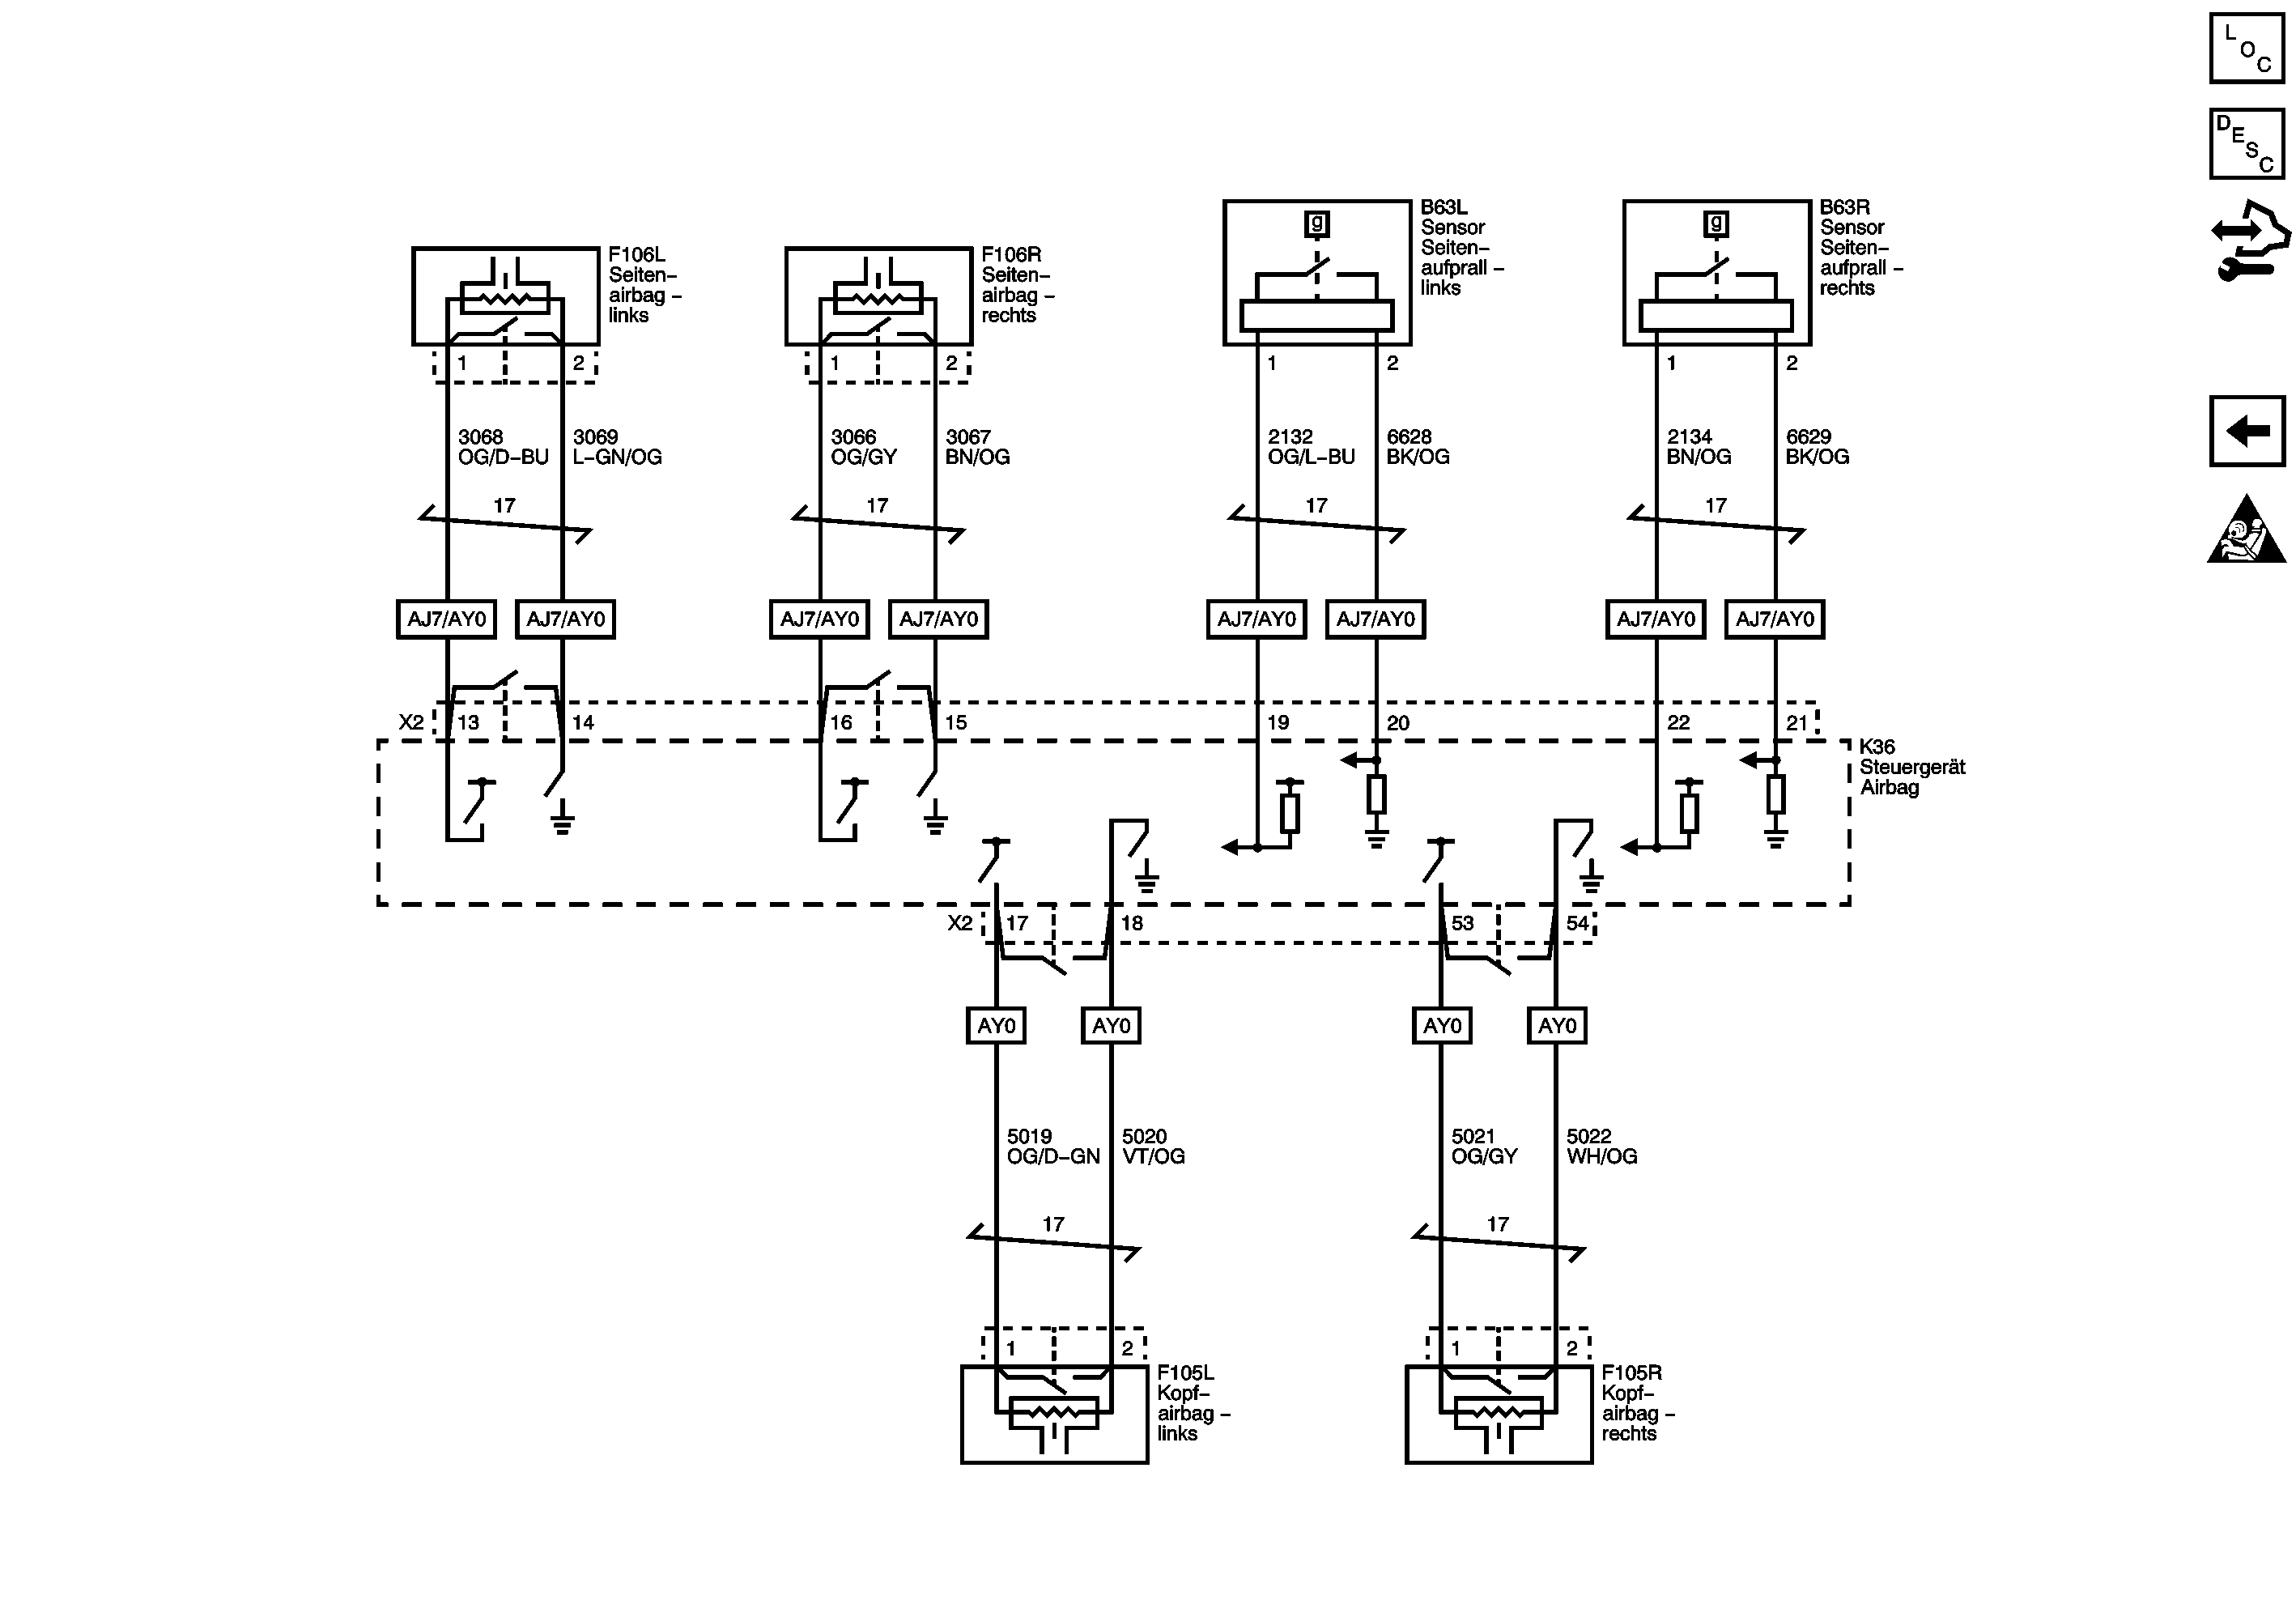 L
O
C
D
E
S
C
F106L
Seiten–
airbag –
links
F106R
Seiten–
airbag –
rechts
g
B63L
Sensor
Seiten–
aufprall –
links
g
B63R
Sensor
Seiten–
aufprall –
rechts
1 2
1 2
1 2
1 2
3068
OG/D–BU
3069
L–GN/OG
3066
OG/GY
3067
BN/OG
2132
OG/L–BU
6628
BK/OG
2134
BN/OG
6629
BK/OG
17
17
17
17
AJ7/AY0 AJ7/AY0
AJ7/AY0 AJ7/AY0
AJ7/AY0 AJ7/AY0
AJ7/AY0 AJ7/AY0
X2 13 14 16 15 19 20 22 21
K36
Steuergerät
Airbag
X2 17 18 53 54
AY0 AY0 AY0 AY0
5019
OG/D–GN
5020
VT/OG
5021
OG/GY
5022
WH/OG
17
17
1 2
1 2
F105L
Kopf–
airbag –
links
F105R
Kopf–
airbag –
rechts